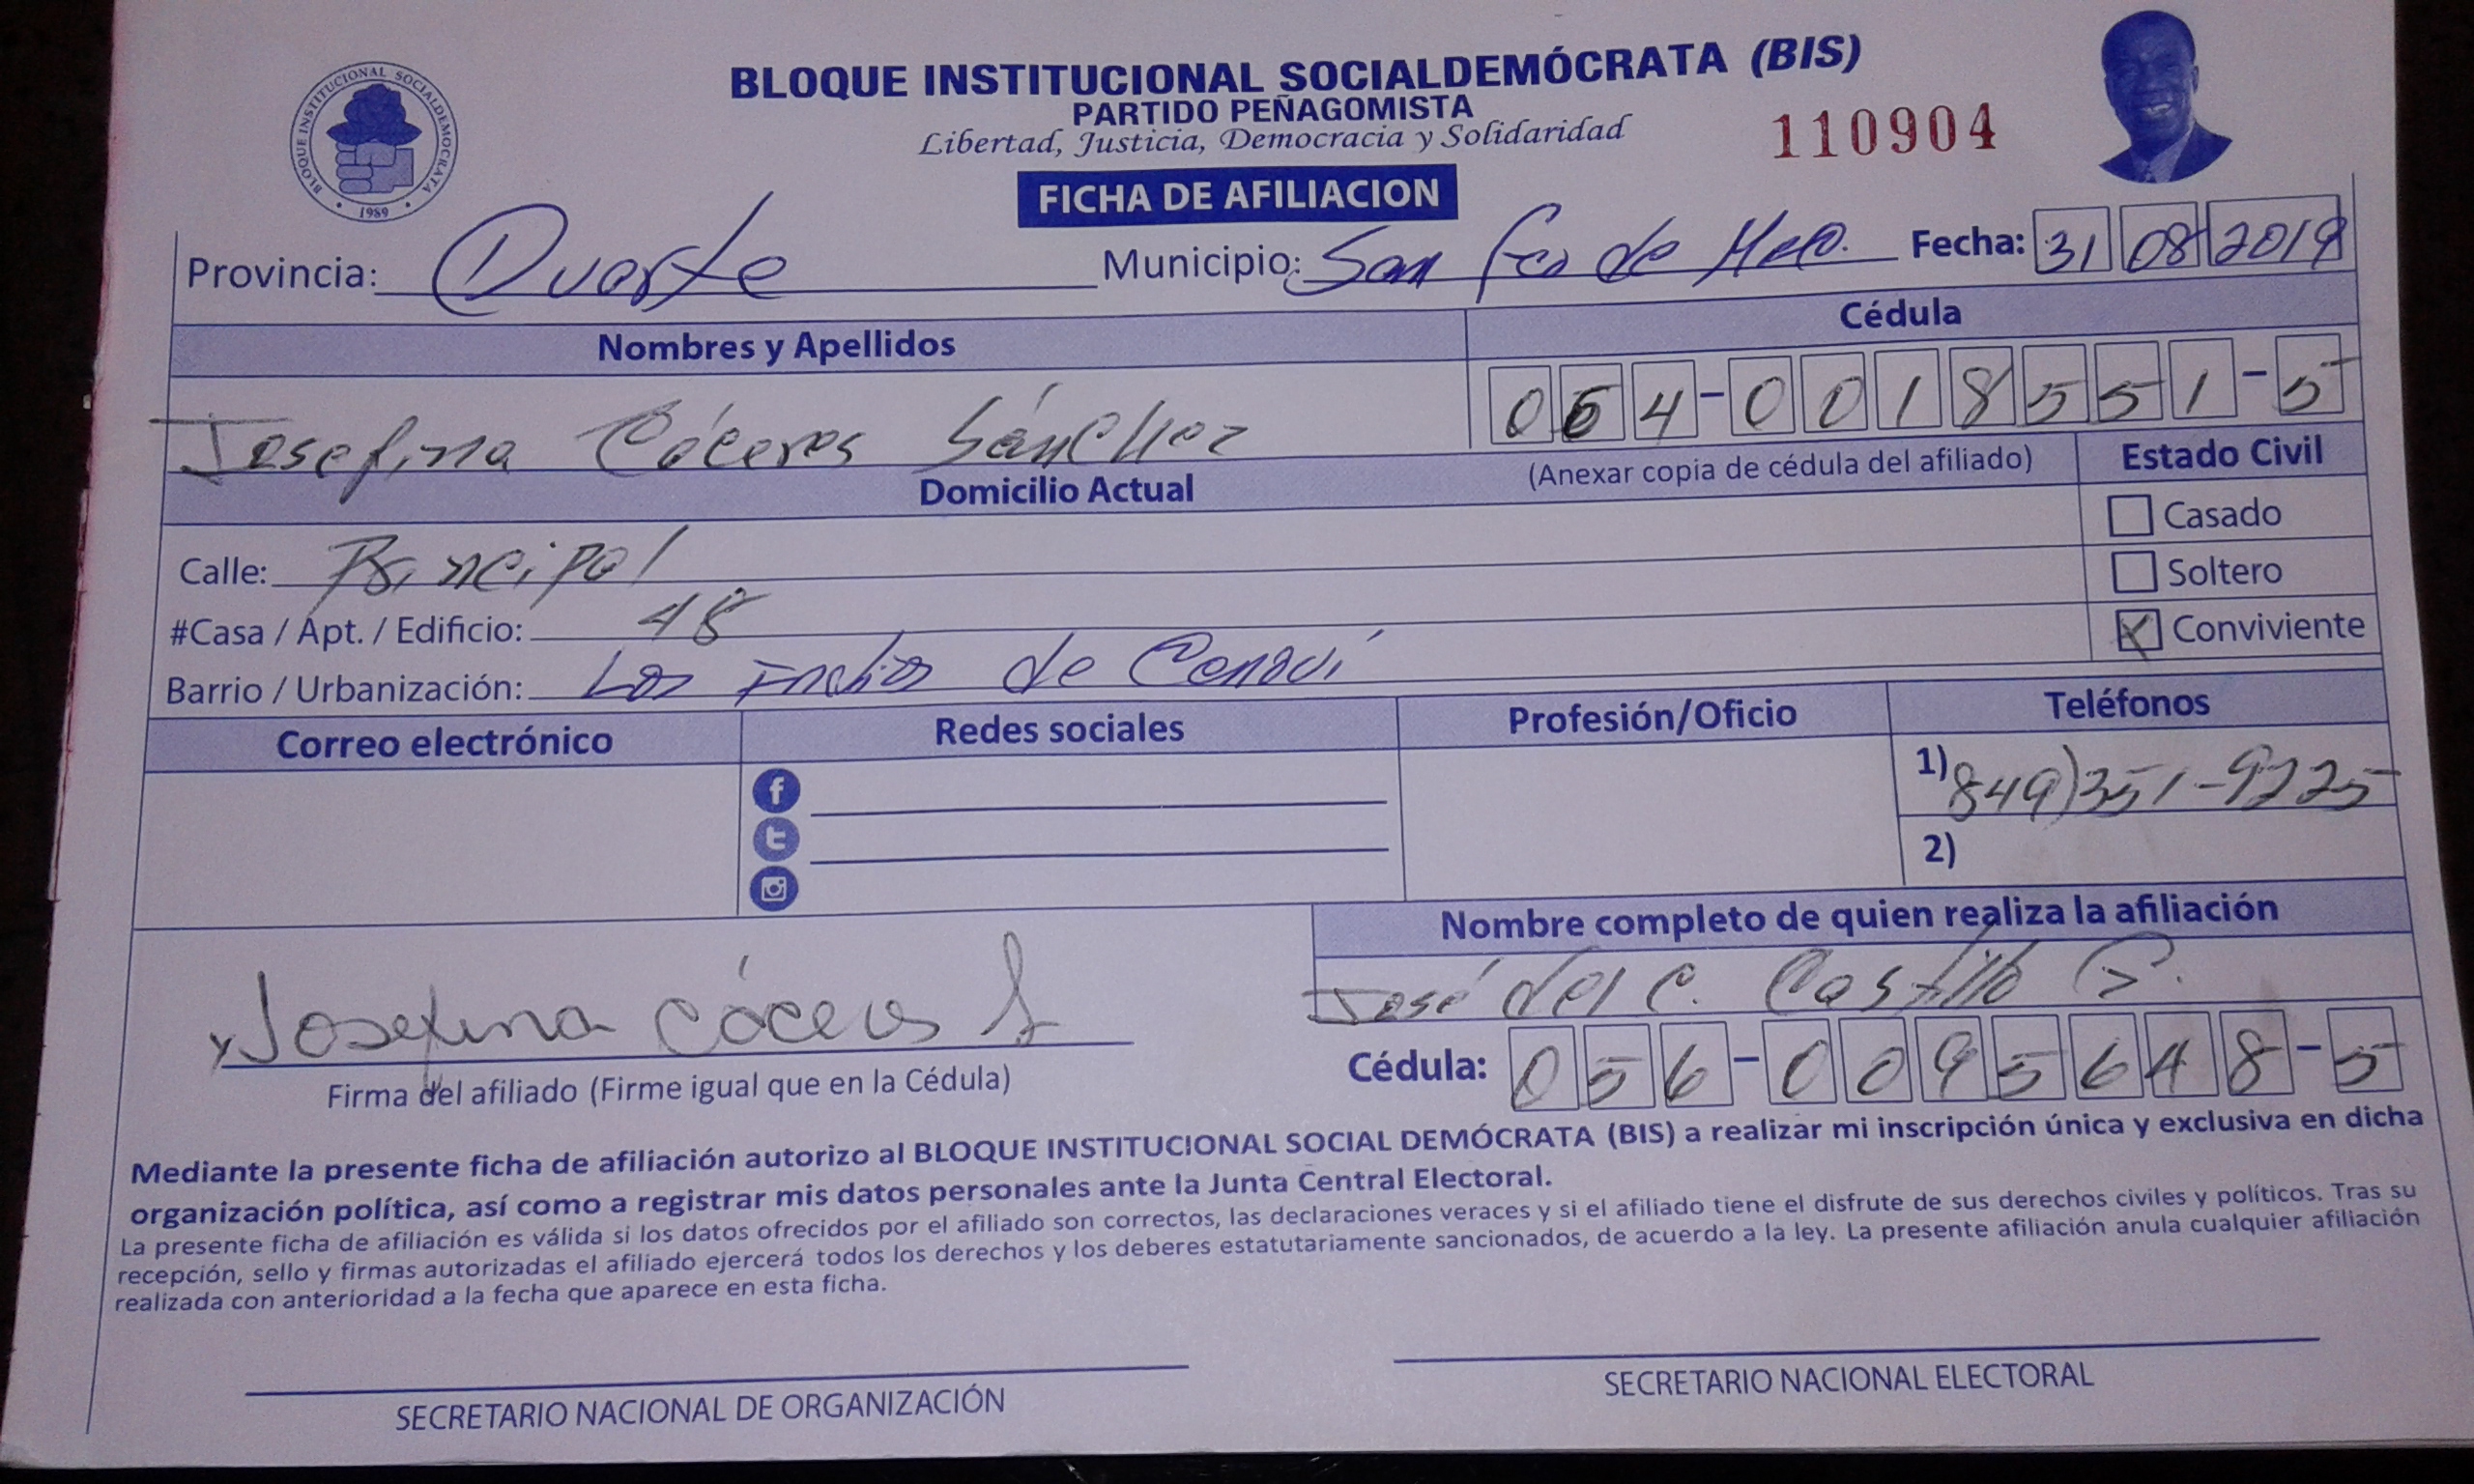 BLOQUE INSTITUCIONAL SOCIALDEMÓCRATA
1989
BLOQUE INSTITUCIONAL SOCIALDEMÓCRATA (BIS)
PARTIDO PEÑAGOMISTA
Libertad, Justicia, Democracia y Solidaridad
110904
FICHA DE AFILIACION
Provincia: Duarte Municipio: San Fco de Mac. Fecha: 31 08 2019
Nombres y Apellidos Cédula
Josefina Cáceres Sánchez 064-0018551-5
(Anexar copia de cédula del afiliado) Estado Civil
Domicilio Actual
Casado
Calle: Principal
Soltero
#Casa / Apt. / Edificio: 48
X Conviviente
Barrio / Urbanización: Los Indios de Cenoví
Correo electrónico Redes sociales Profesión/Oficio Teléfonos
1) 849)351-9225
2)
Nombre completo de quien realiza la afiliación
José del C. Castillo
x Josefina Cáceres S
Cédula: 056-0095648-5
Firma del afiliado (Firme igual que en la Cédula)
Mediante la presente ficha de afiliación autorizo al BLOQUE INSTITUCIONAL SOCIAL DEMÓCRATA (BIS) a realizar mi inscripción única y exclusiva en dicha
organización política, así como a registrar mis datos personales ante la Junta Central Electoral.
La presente ficha de afiliación es válida si los datos ofrecidos por el afiliado son correctos, las declaraciones veraces y si el afiliado tiene el disfrute de sus derechos civiles y políticos. Tras su
recepción, sello y firmas autorizadas el afiliado ejercerá todos los derechos y los deberes estatutariamente sancionados, de acuerdo a la ley. La presente afiliación anula cualquier afiliación
realizada con anterioridad a la fecha que aparece en esta ficha.
SECRETARIO NACIONAL DE ORGANIZACIÓN SECRETARIO NACIONAL ELECTORAL